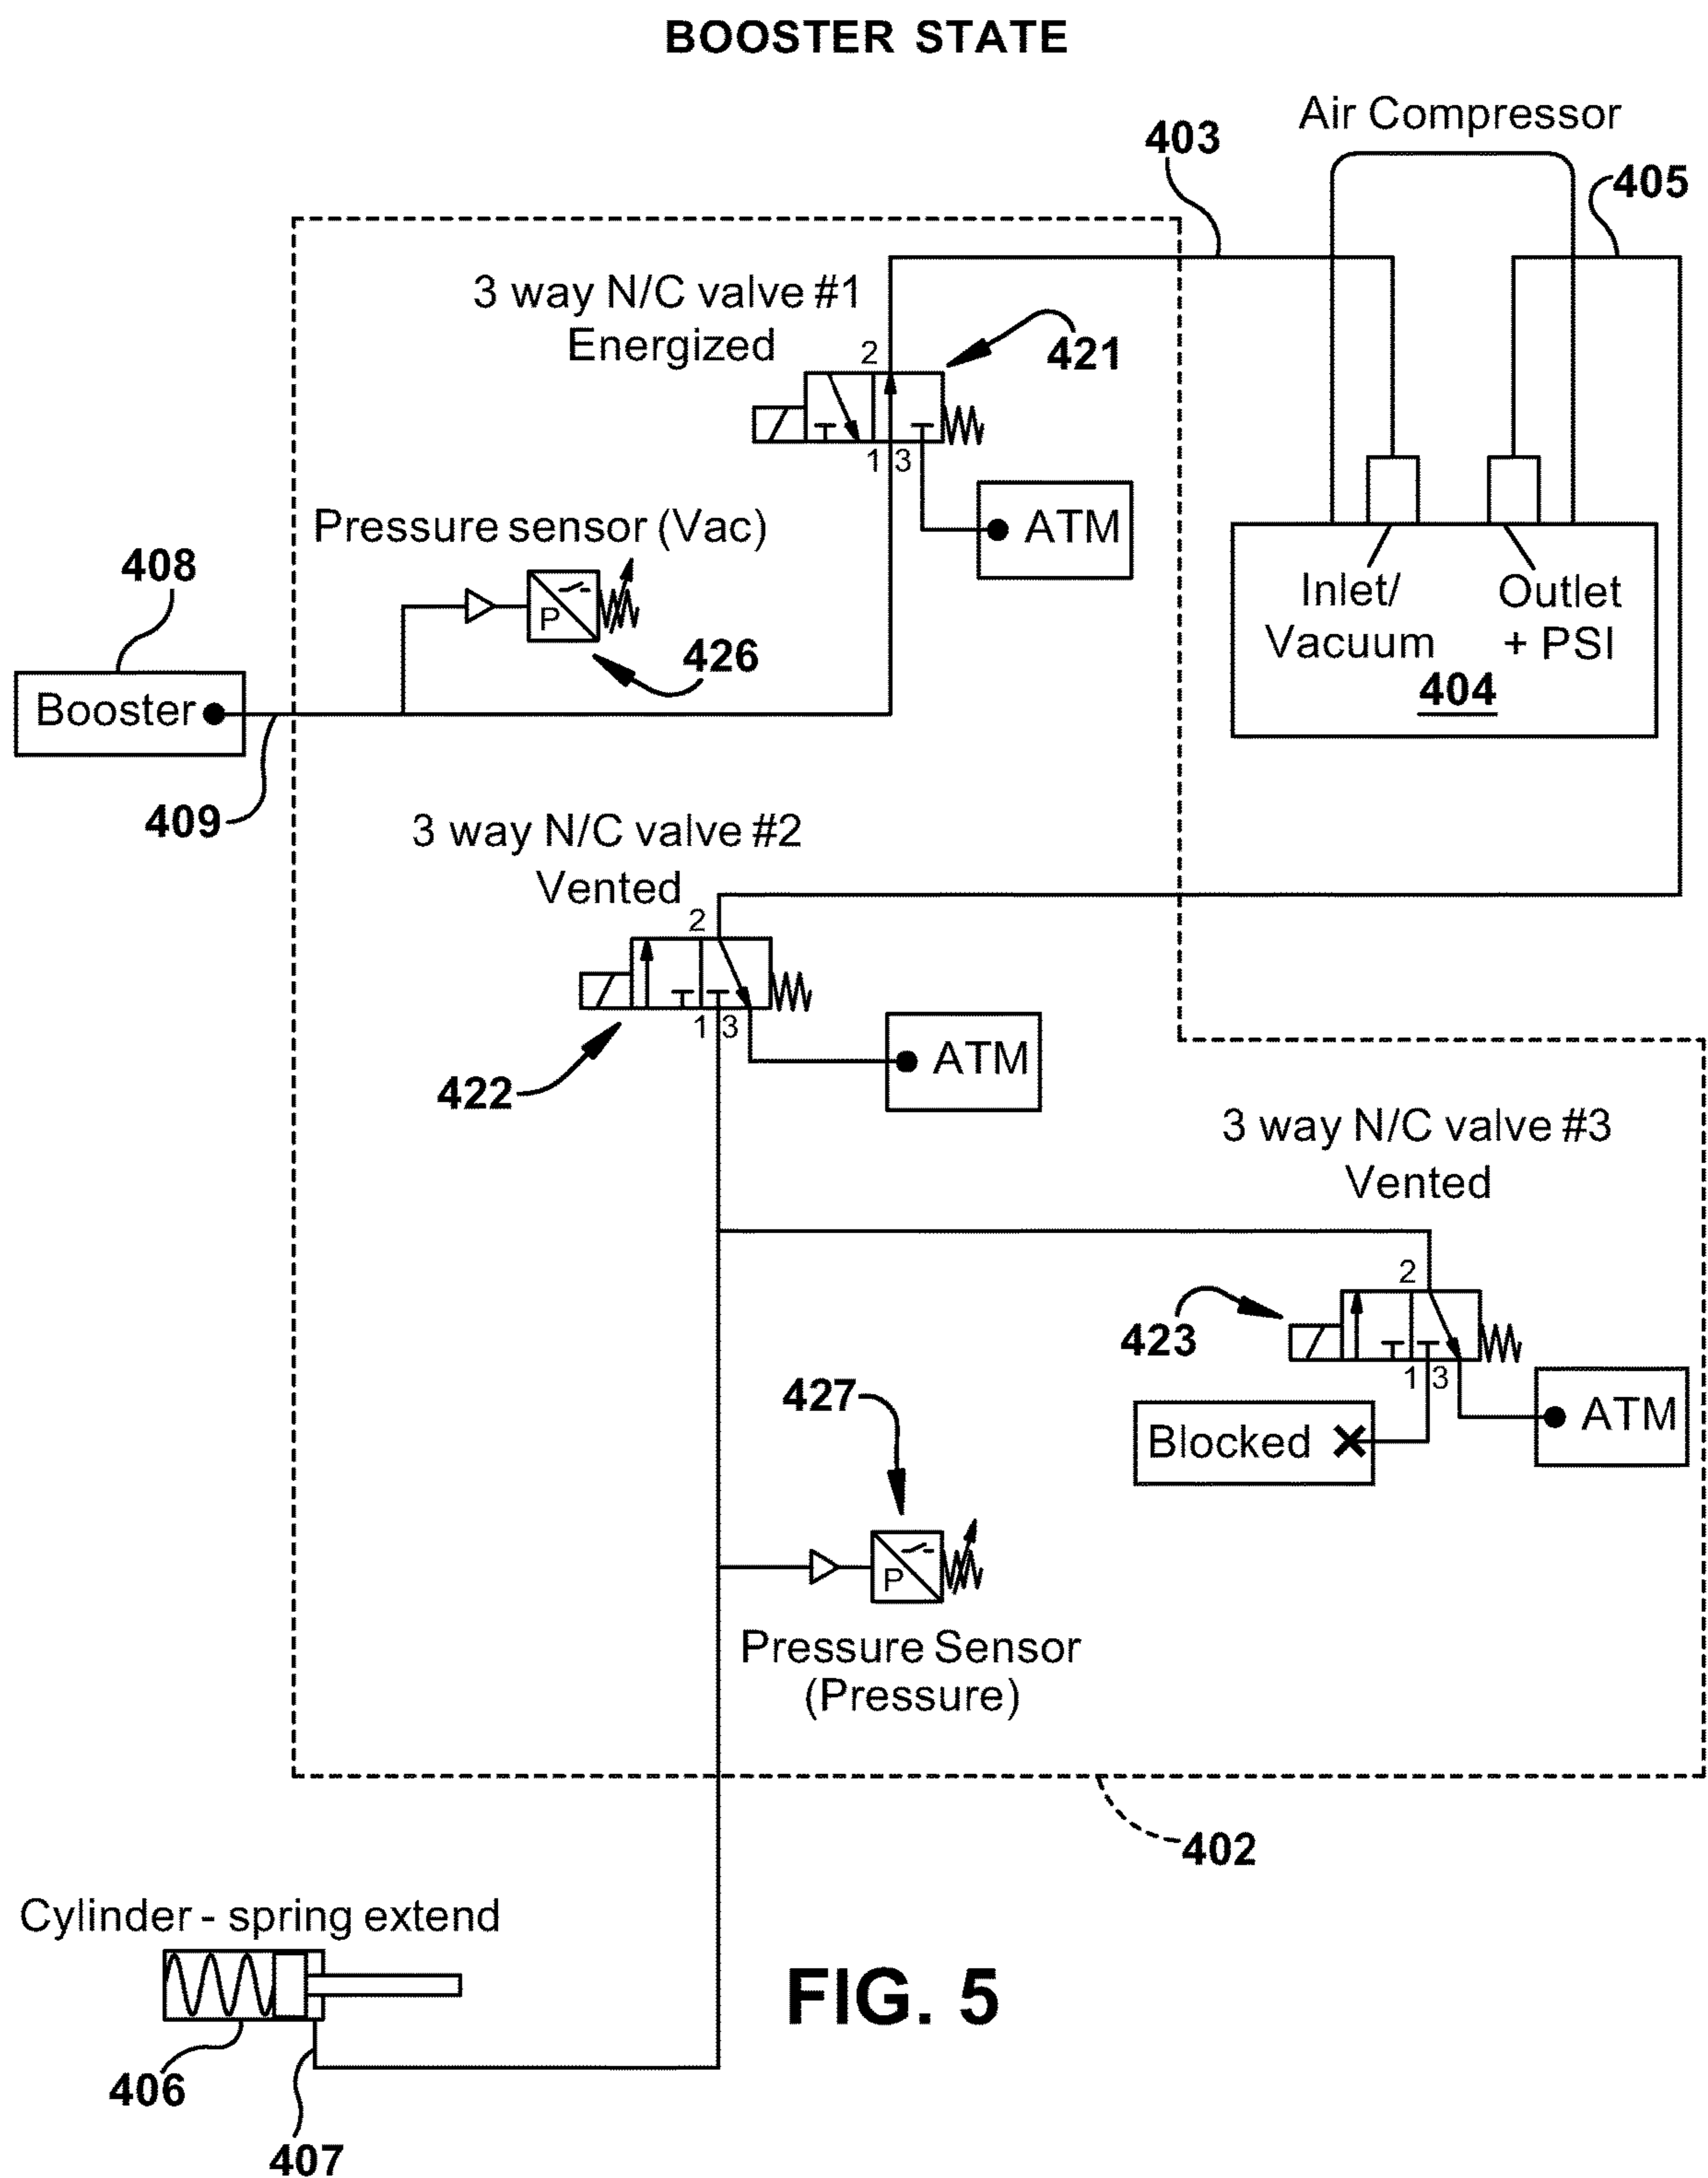 BOOSTER STATE
Air Compressor
403
405
3 way N/C valve #1
Energized
2
421
1 3
ATM
Pressure sensor (Vac)
408
P
426
Inlet/
Vacuum
Outlet
+ PSI
404
Booster
409
3 way N/C valve #2
Vented
2
1 3
422
ATM
3 way N/C valve #3
Vented
2
423
1 3
427
Blocked
ATM
P
Pressure Sensor
(Pressure)
402
Cylinder - spring extend
406
407
FIG. 5